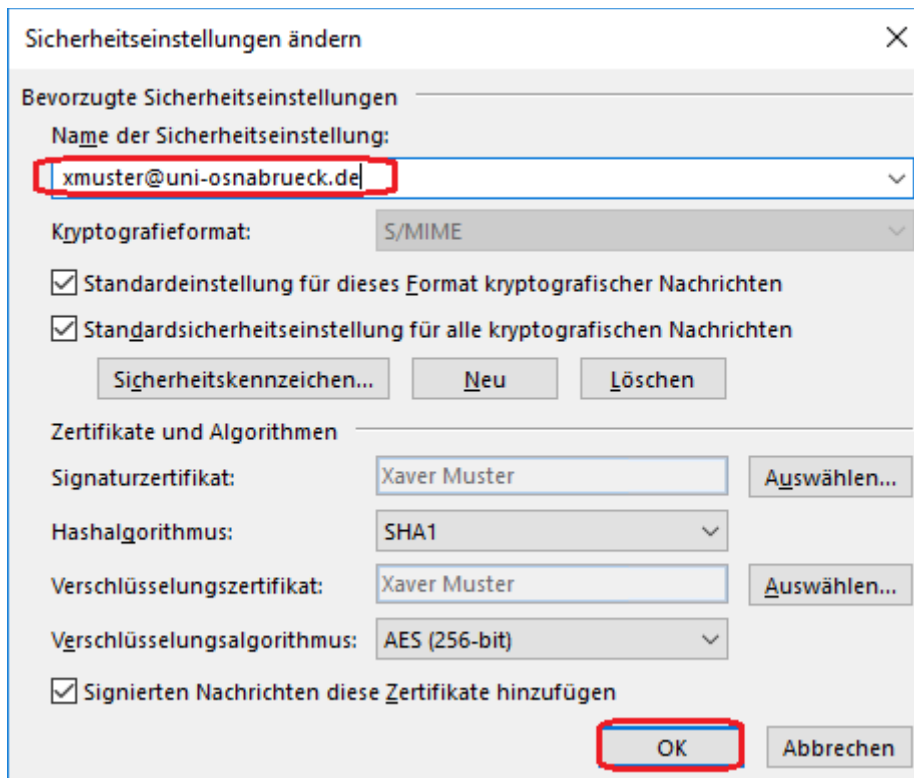 Sicherheitseinstellungen ändern
Bevorzugte Sicherheitseinstellungen
Name der Sicherheitseinstellung:
xmuster@uni-osnabrueck.de
Kryptografieformat: S/MIME
Standardeinstellung für dieses Format kryptografischer Nachrichten
Standardsicherheitseinstellung für alle kryptografischen Nachrichten
Sicherheitskennzeichen... Neu Löschen
Zertifikate und Algorithmen
Signaturzertifikat: Xaver Muster Auswählen...
Hashalgorithmus: SHA1
Verschlüsselungszertifikat: Xaver Muster Auswählen...
Verschlüsselungsalgorithmus: AES (256-bit)
Signierten Nachrichten diese Zertifikate hinzufügen
OK Abbrechen